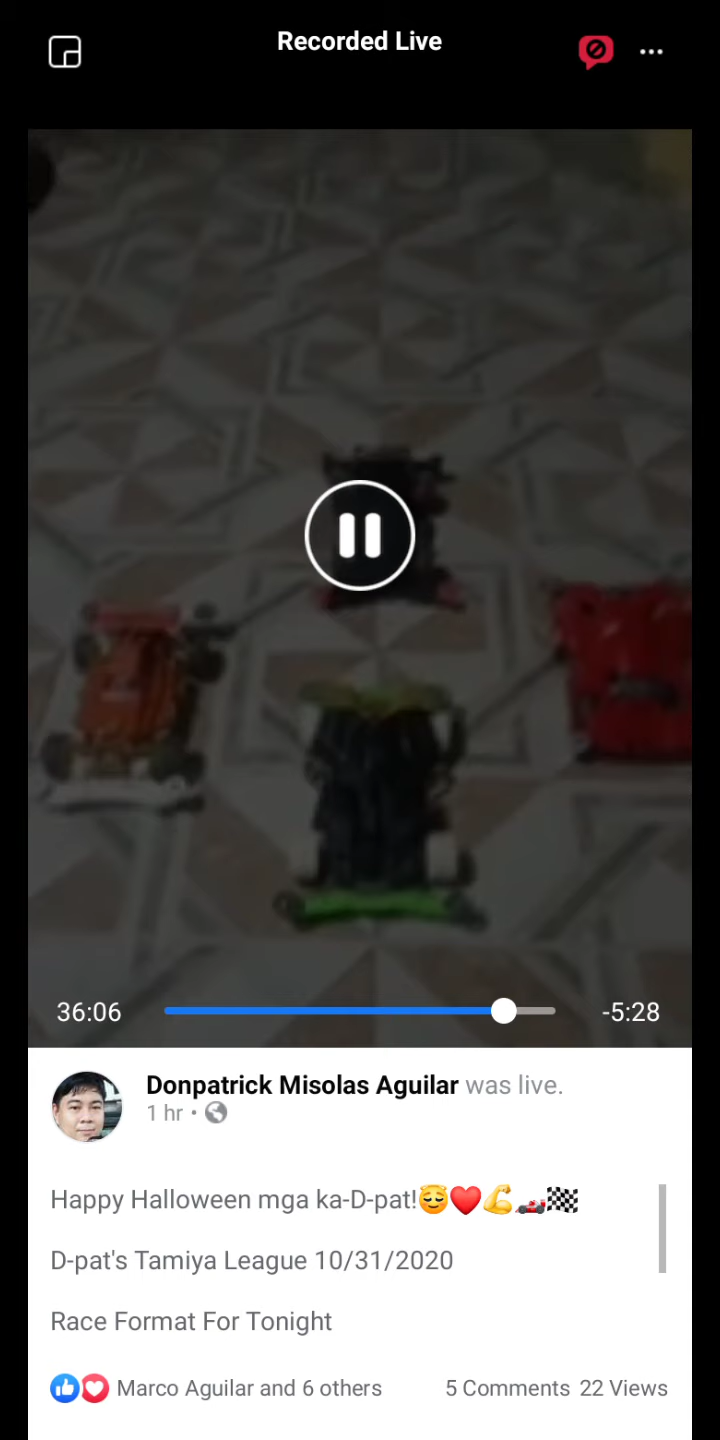 Recorded Live
36:06
-5:28
Donpatrick Misolas Aguilar was live.
1 hr •
Happy Halloween mga ka-D-pat!😇❤️💪🏎️🏁
D-pat's Tamiya League 10/31/2020
Race Format For Tonight
Marco Aguilar and 6 others 5 Comments 22 Views